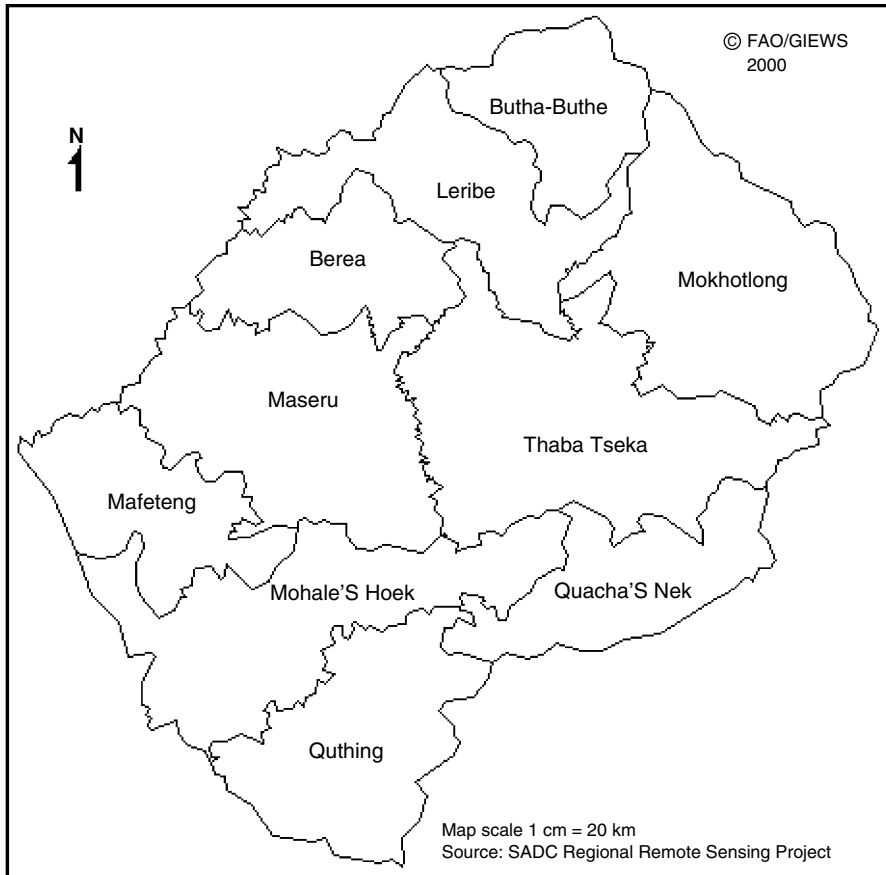 © FAO/GIEWS
2000
Butha-Buthe
N
Leribe
Berea
Mokhotlong
Maseru
Thaba Tseka
Mafeteng
Mohale'S Hoek
Quacha'S Nek
Quthing
Map scale 1 cm = 20 km
Source: SADC Regional Remote Sensing Project